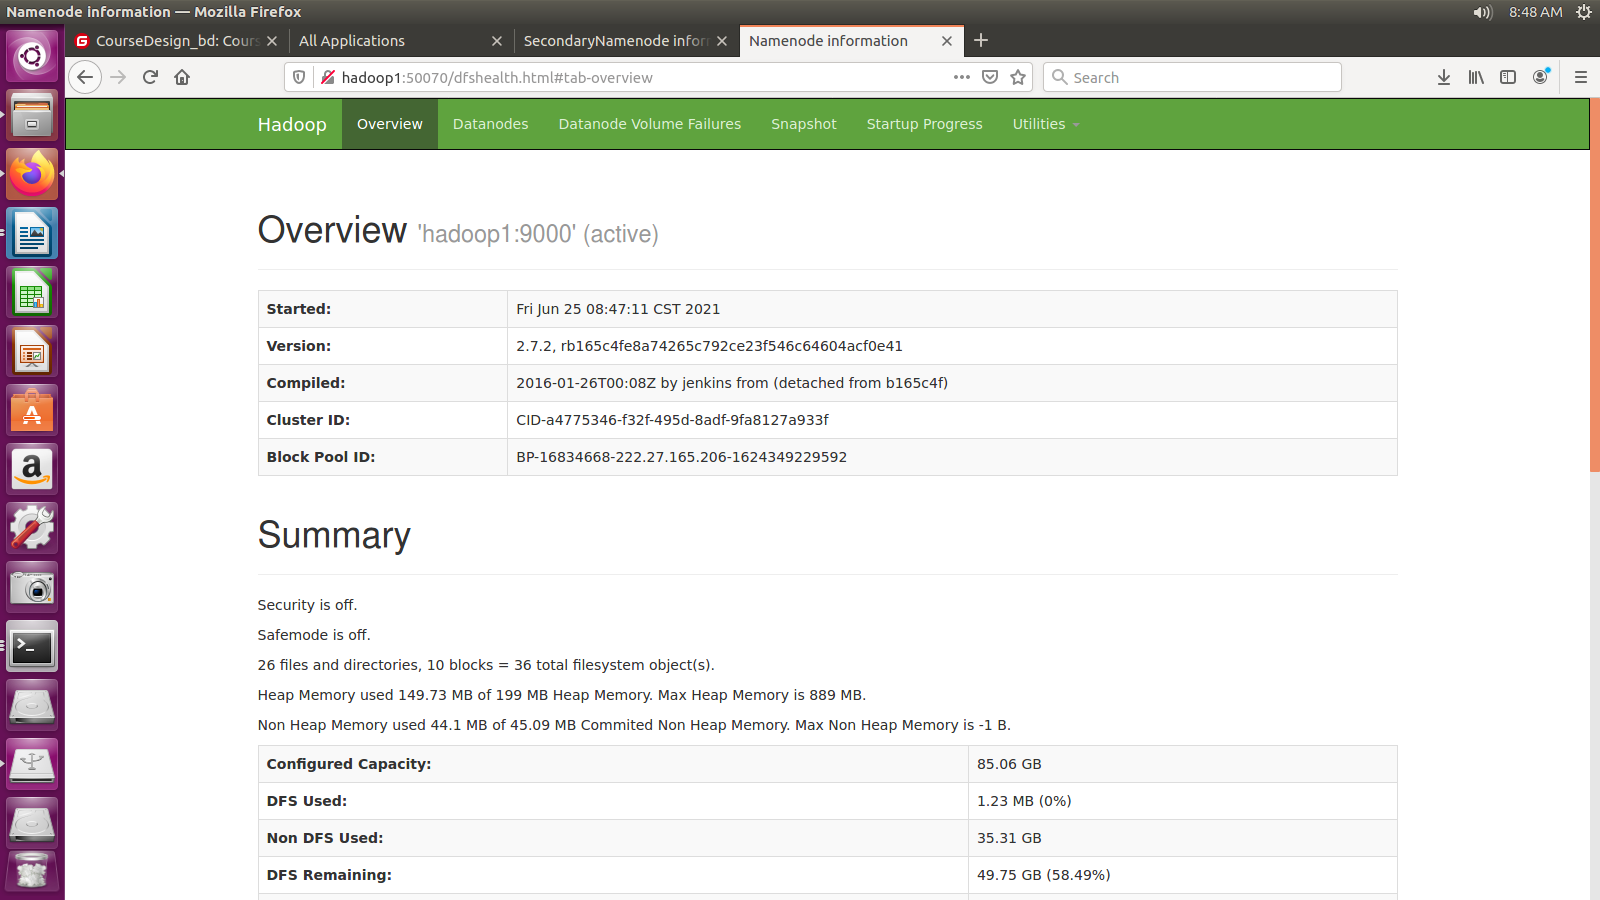 Namenode information — Mozilla Firefox
8:48 AM
CourseDesign_bd: Cours
All Applications
SecondaryNamenode infor
Namenode information
hadoop1:50070/dfshealth.html#tab-overview
Search
Hadoop
Overview
Datanodes
Datanode Volume Failures
Snapshot
Startup Progress
Utilities
Overview 'hadoop1:9000' (active)
Started: Fri Jun 25 08:47:11 CST 2021
Version: 2.7.2, rb165c4fe8a74265c792ce23f546c64604acf0e41
Compiled: 2016-01-26T00:08Z by jenkins from (detached from b165c4f)
Cluster ID: CID-a4775346-f32f-495d-8adf-9fa8127a933f
Block Pool ID: BP-16834668-222.27.165.206-1624349229592
Summary
Security is off.
Safemode is off.
26 files and directories, 10 blocks = 36 total filesystem object(s).
Heap Memory used 149.73 MB of 199 MB Heap Memory. Max Heap Memory is 889 MB.
Non Heap Memory used 44.1 MB of 45.09 MB Commited Non Heap Memory. Max Non Heap Memory is -1 B.
Configured Capacity: 85.06 GB
DFS Used: 1.23 MB (0%)
Non DFS Used: 35.31 GB
DFS Remaining: 49.75 GB (58.49%)